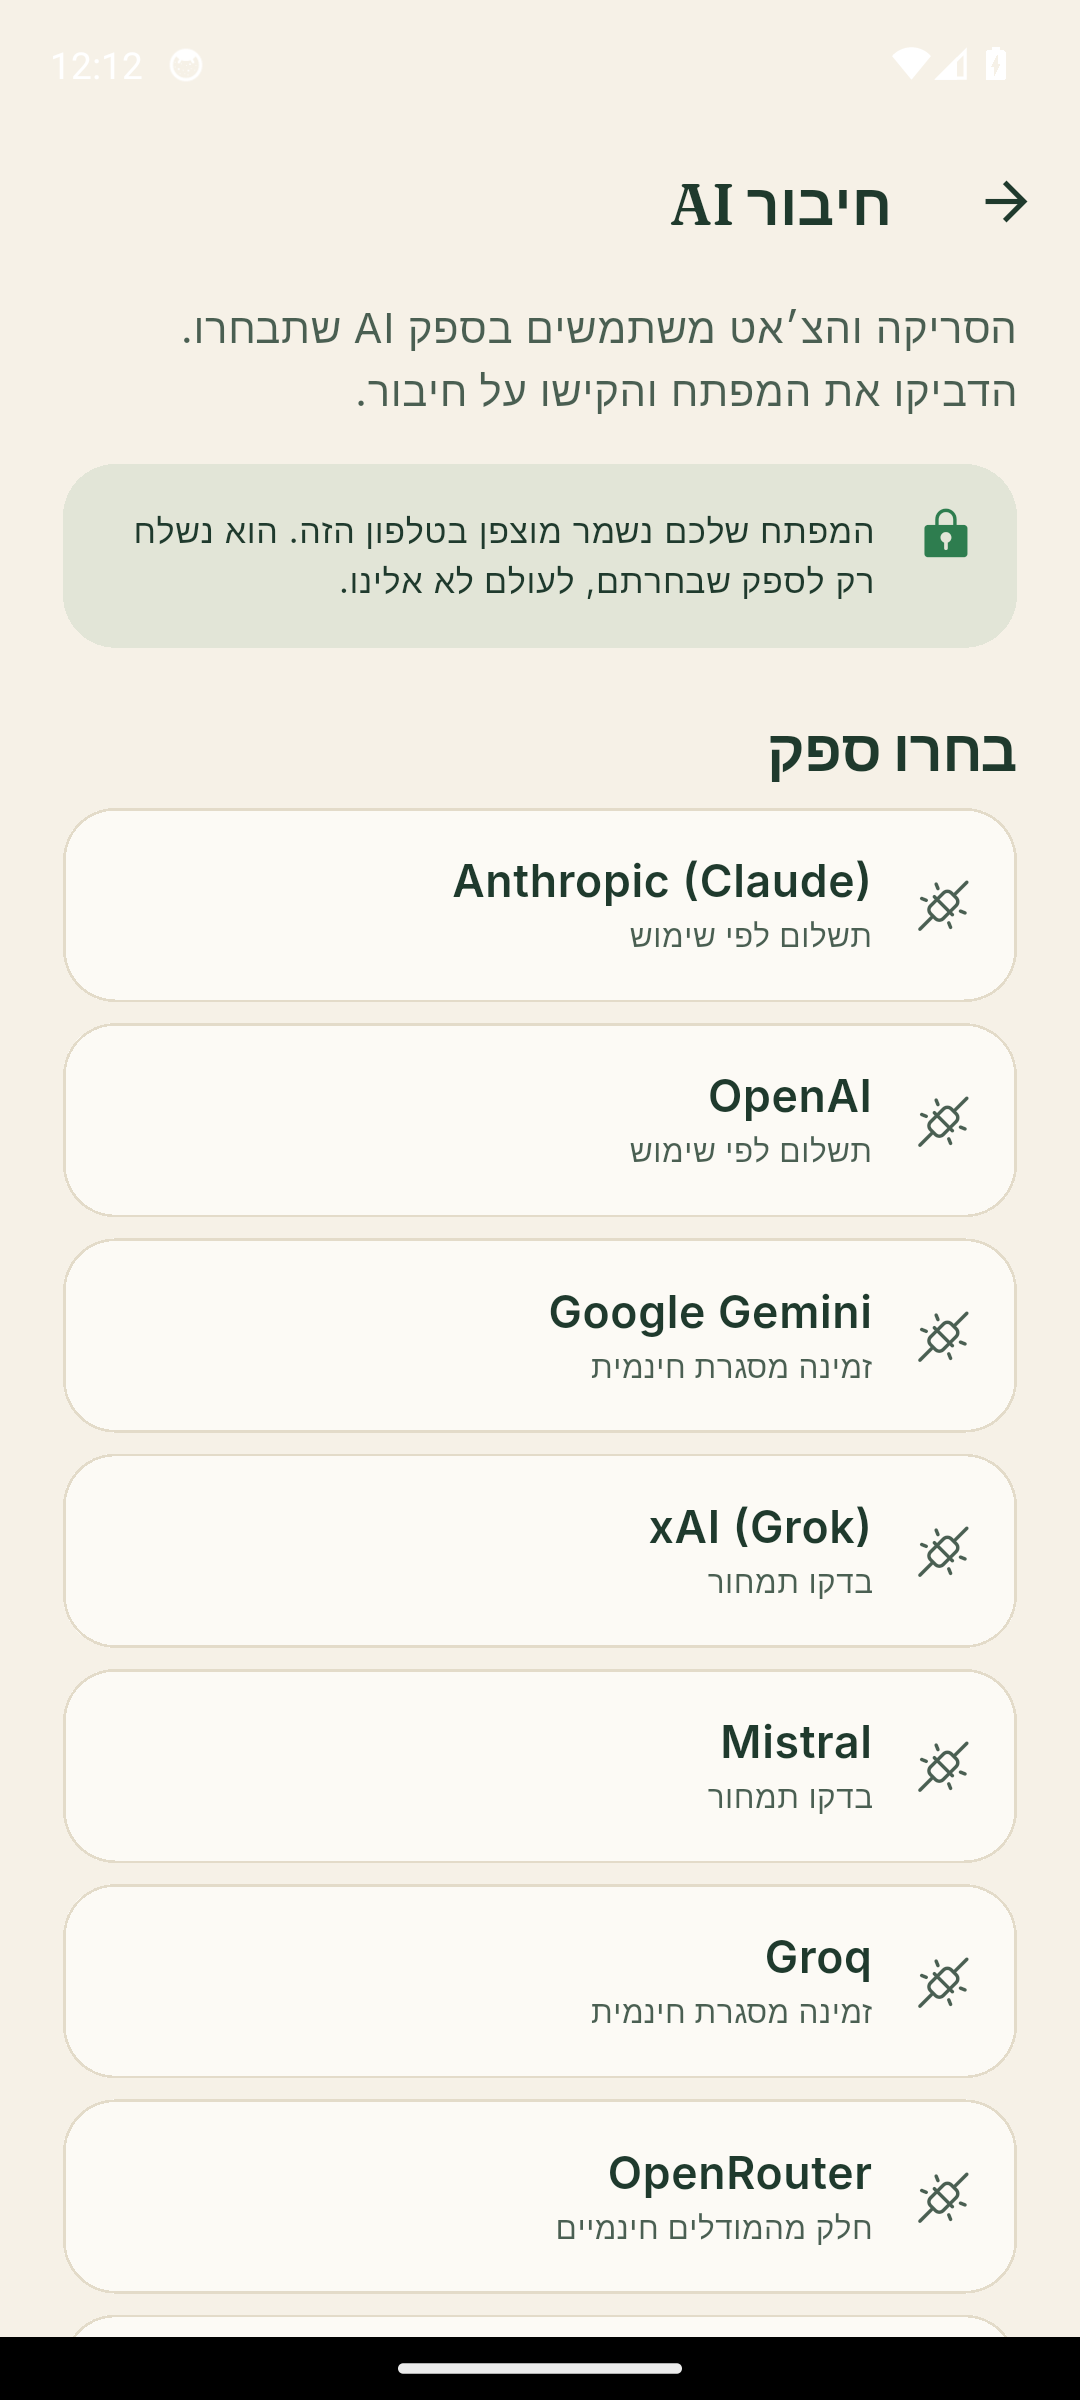 12:12
חיבור AI
הסריקה והצ׳אט משתמשים בספק AI שתבחרו.
הדביקו את המפתח והקישו על חיבור.
המפתח שלכם נשמר מוצפן בטלפון הזה. הוא נשלח
רק לספק שבחרתם, לעולם לא אלינו.
בחרו ספק
Anthropic (Claude)
תשלום לפי שימוש
OpenAI
תשלום לפי שימוש
Google Gemini
זמינה מסגרת חינמית
xAI (Grok)
בדקו תמחור
Mistral
בדקו תמחור
Groq
זמינה מסגרת חינמית
OpenRouter
חלק מהמודלים חינמיים